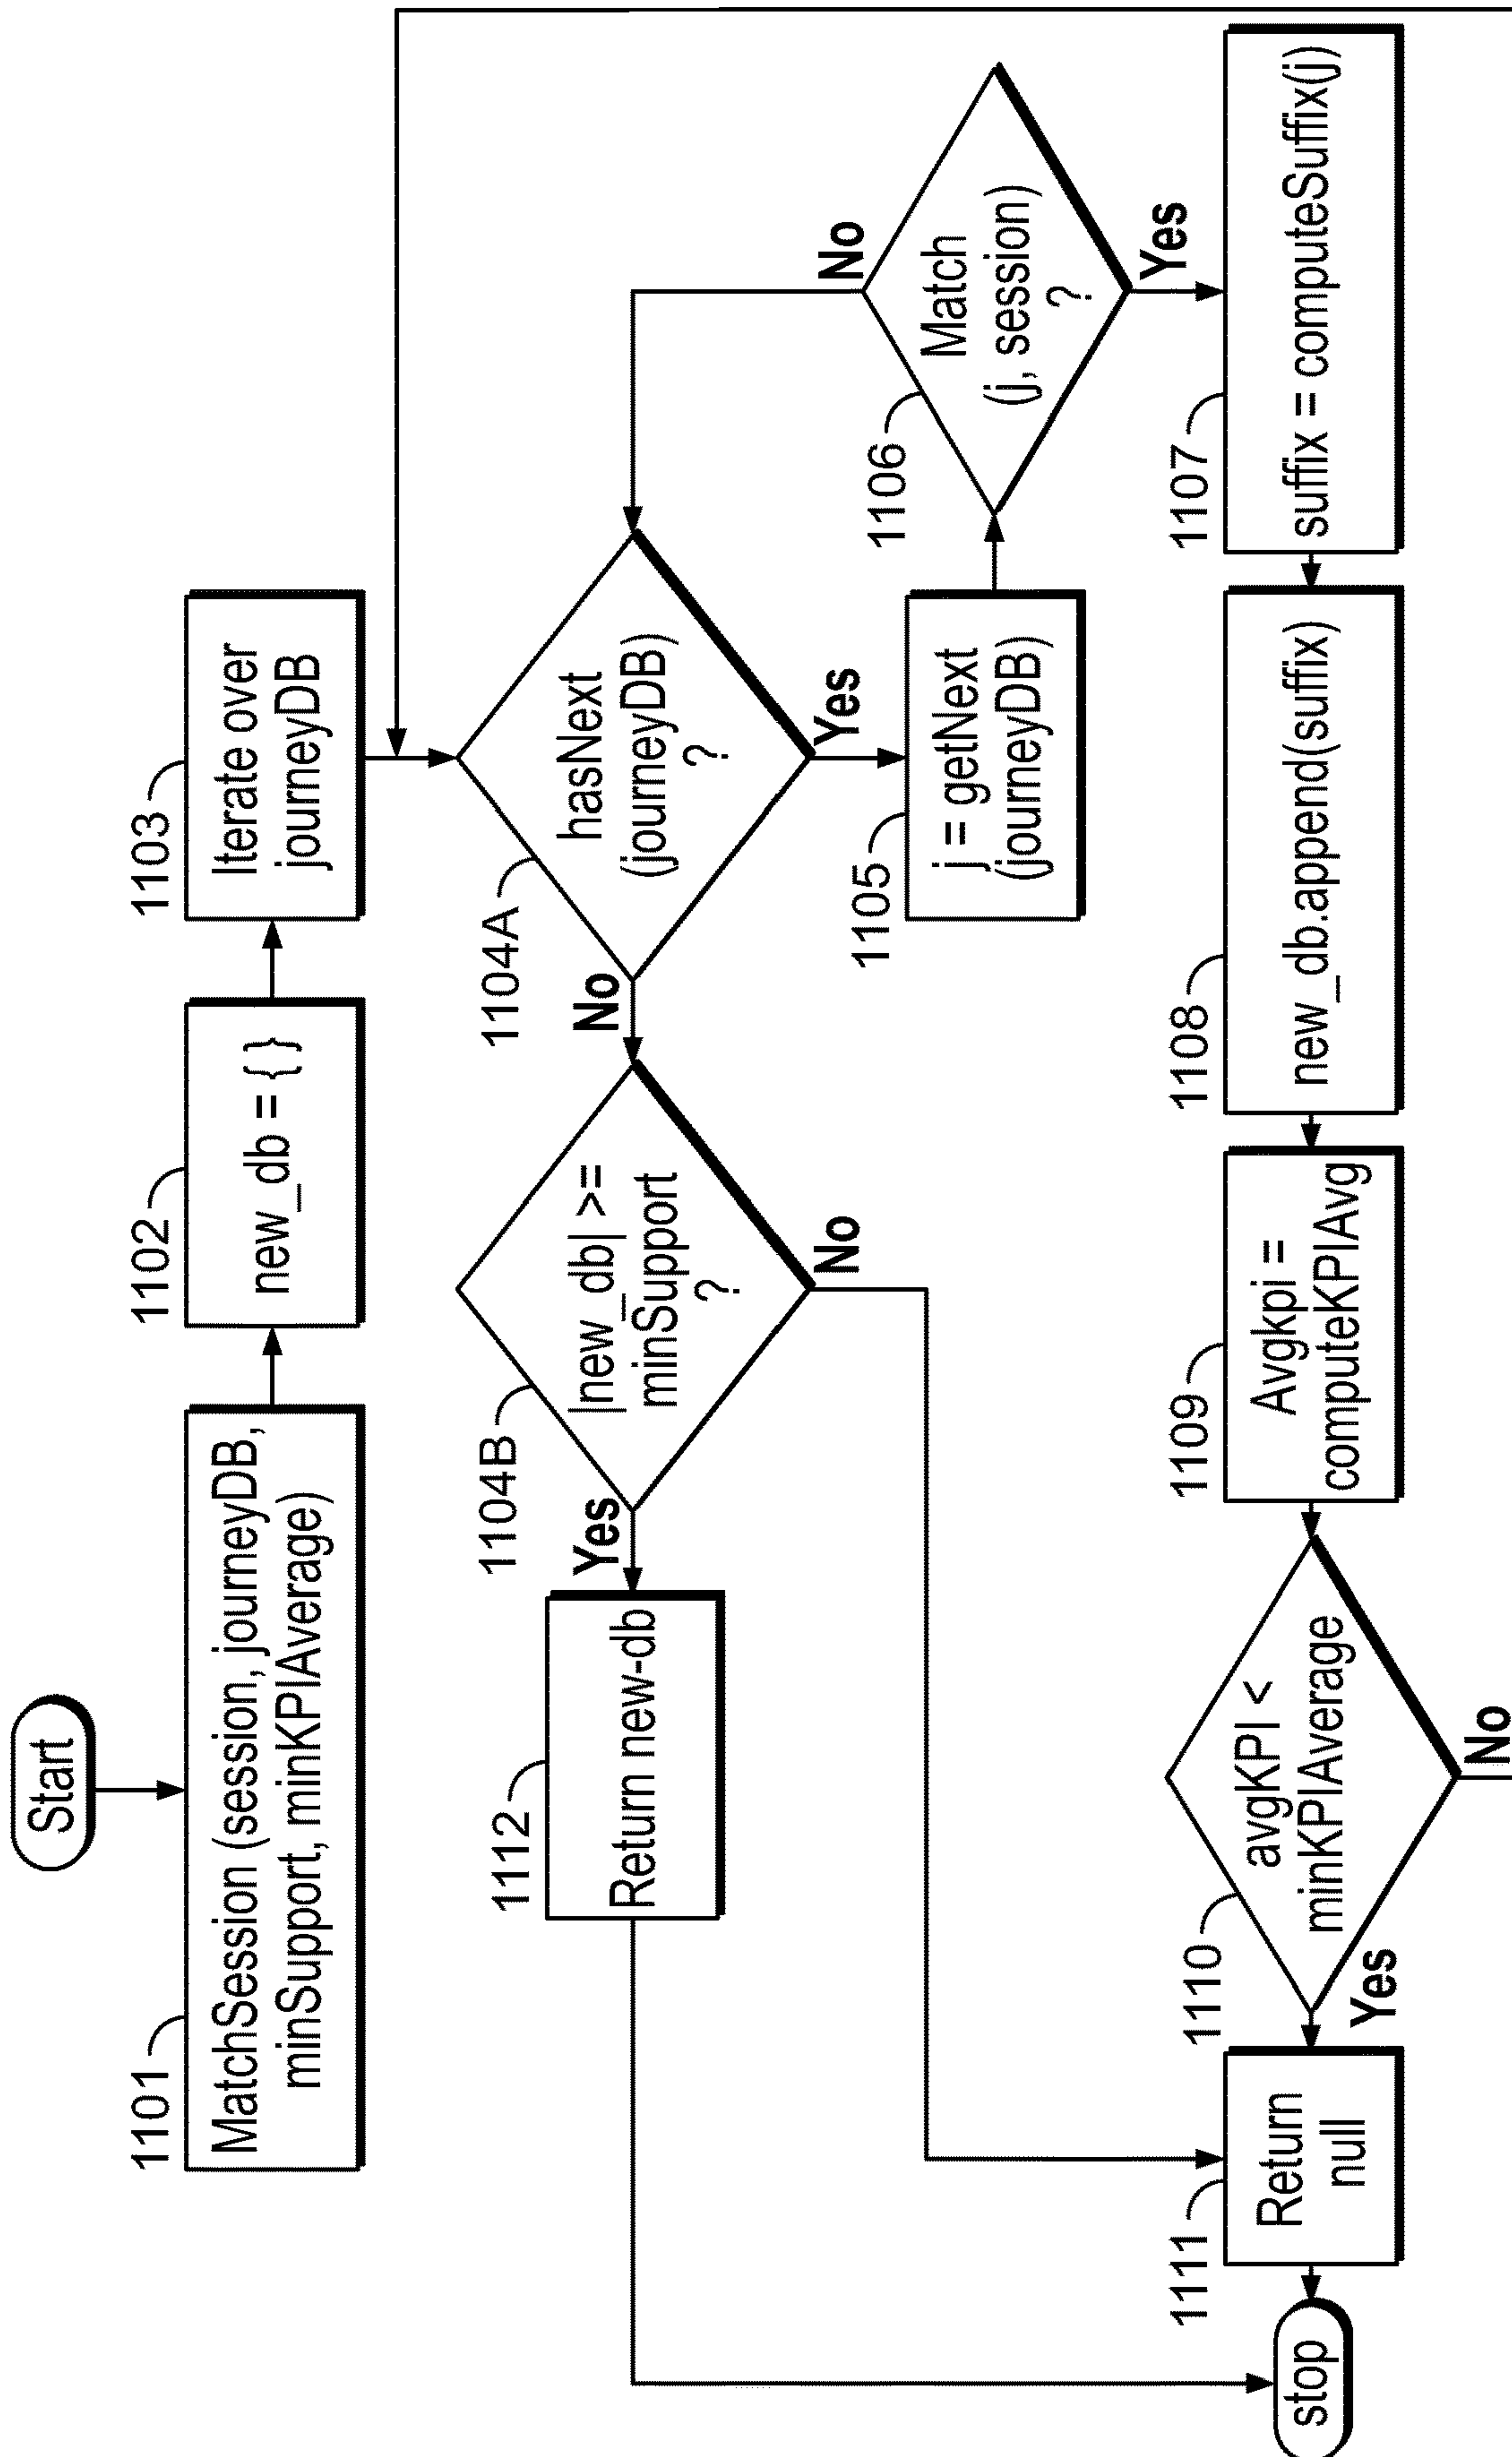 Start
1101
MatchSession (session, journeyDB,
minSupport, minKPIAverage)
1102
new_db = { }
1103
Iterate over
journeyDB
1104A
hasNext
(journeyDB)
?
No
Yes
1104B
|new_db| >=
minSupport
?
Yes
No
1112
Return new-db
1105
j = getNext
(journeyDB)
1106
Match
(j, session)
?
No
Yes
1107
suffix = computeSuffix(j)
1108
new_db.append(suffix)
1109
Avgkpi =
computeKPIAvg
1110
avgKPI <
minKPIAverage
Yes
No
1111
Return
null
stop